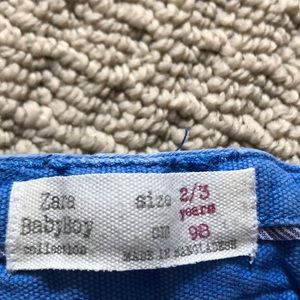 Zara
BabyBoy
collection
size 2/3
years
cm 98
MADE IN BANGLADESH